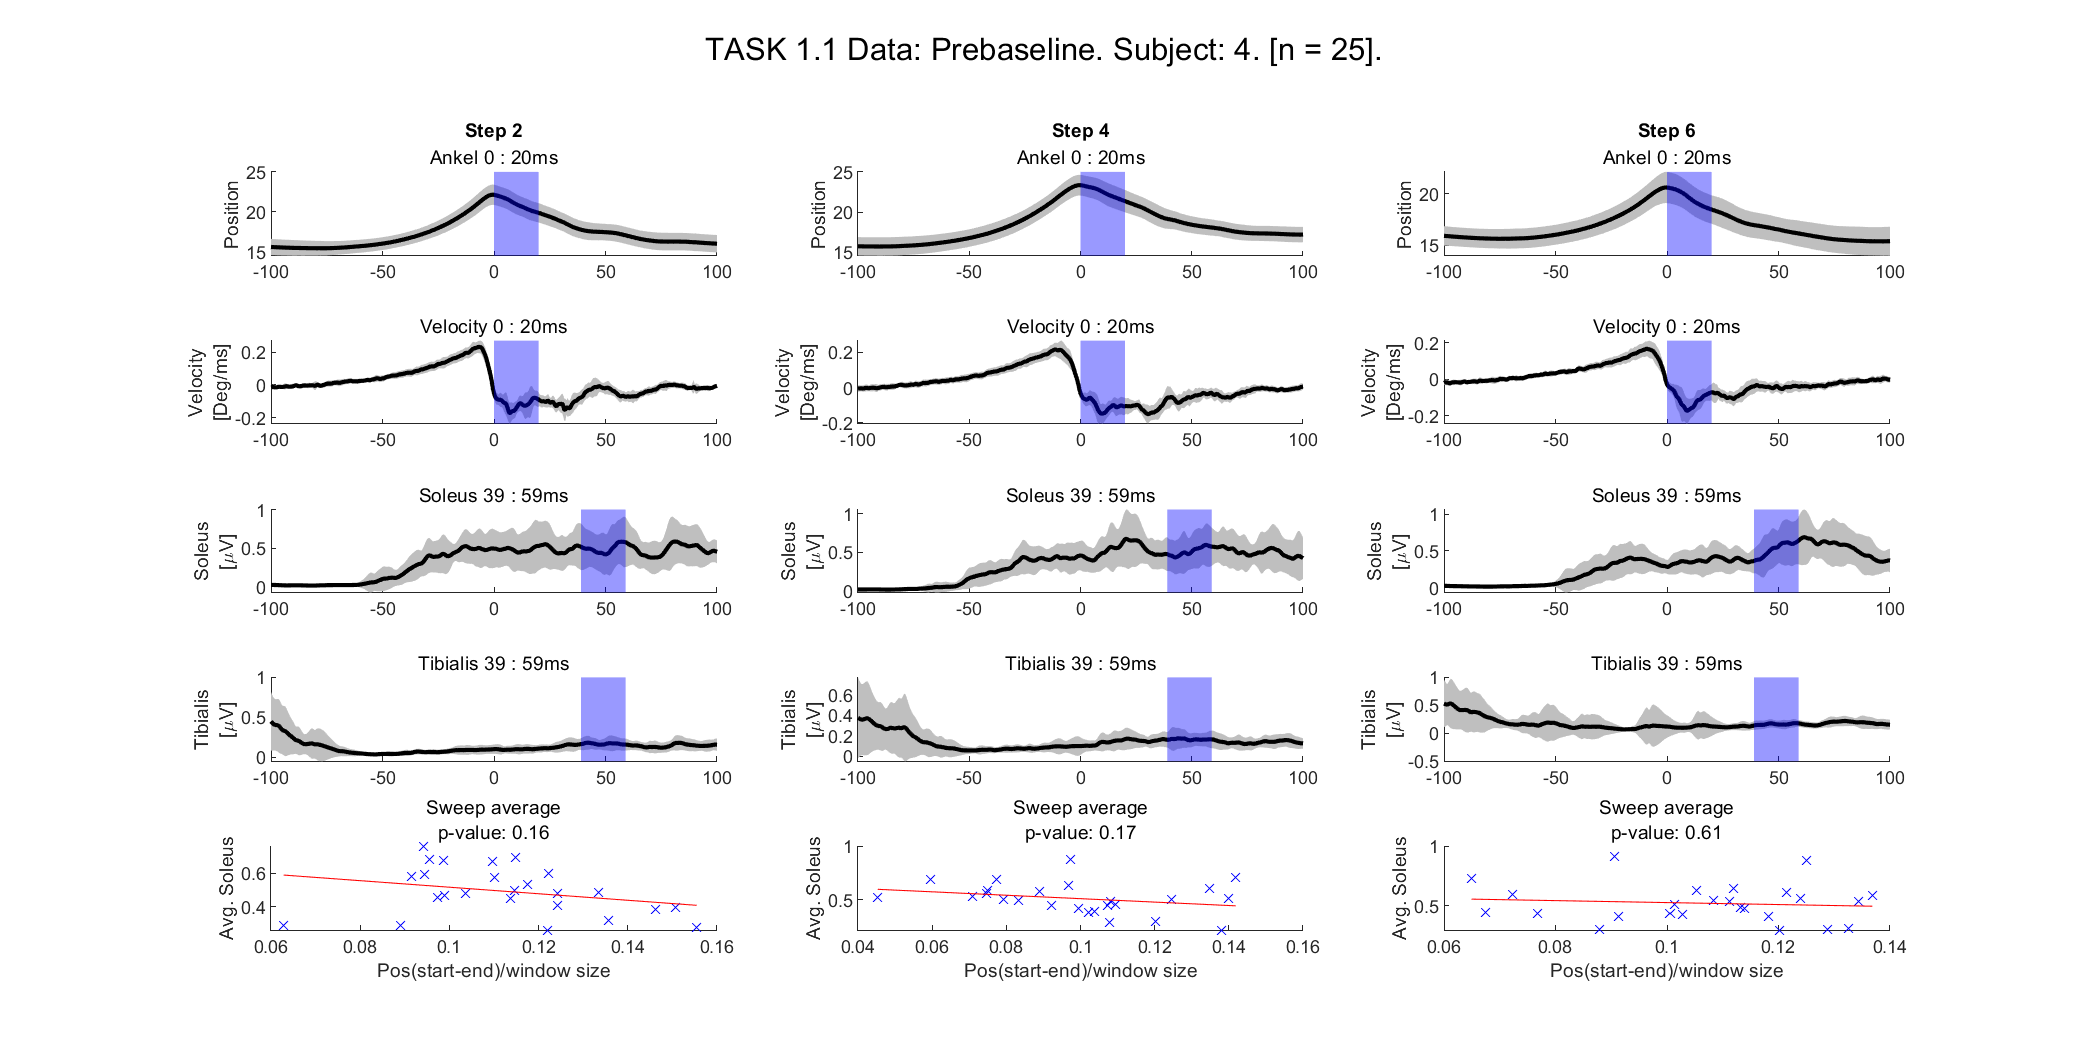 TASK 1.1 Data: Prebaseline. Subject: 4. [n = 25].
Step 2
Ankel 0 : 20ms
Position
25
20
15
-100 -50 0 50 100
Velocity 0 : 20ms
Velocity
[Deg/ms]
0.2
0
-0.2
-100 -50 0 50 100
Soleus 39 : 59ms
Soleus
[μV]
1
0.5
0
-100 -50 0 50 100
Tibialis 39 : 59ms
Tibialis
[μV]
1
0.5
0
-100 -50 0 50 100
Sweep average
p-value: 0.16
Avg. Soleus
0.6
0.4
0.06 0.08 0.1 0.12 0.14 0.16
Pos(start-end)/window size
Step 4
Ankel 0 : 20ms
Position
25
20
15
-100 -50 0 50 100
Velocity 0 : 20ms
Velocity
[Deg/ms]
0.2
0
-0.2
-100 -50 0 50 100
Soleus 39 : 59ms
Soleus
[μV]
1
0.5
0
-100 -50 0 50 100
Tibialis 39 : 59ms
Tibialis
[μV]
0.6
0.4
0.2
0
-100 -50 0 50 100
Sweep average
p-value: 0.17
Avg. Soleus
1
0.5
0.04 0.06 0.08 0.1 0.12 0.14 0.16
Pos(start-end)/window size
Step 6
Ankel 0 : 20ms
Position
20
15
-100 -50 0 50 100
Velocity 0 : 20ms
Velocity
[Deg/ms]
0.2
0
-0.2
-100 -50 0 50 100
Soleus 39 : 59ms
Soleus
[μV]
1
0.5
0
-100 -50 0 50 100
Tibialis 39 : 59ms
Tibialis
[μV]
1
0.5
0
-0.5
-100 -50 0 50 100
Sweep average
p-value: 0.61
Avg. Soleus
1
0.5
0.06 0.08 0.1 0.12 0.14
Pos(start-end)/window size